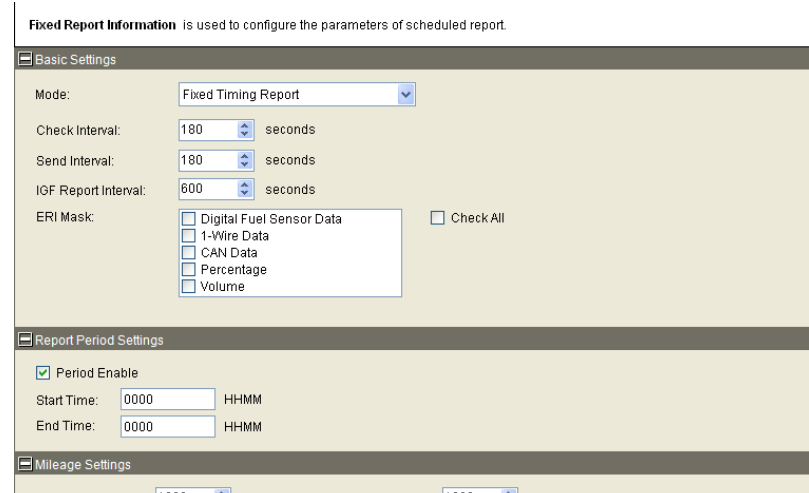 Fixed Report Information is used to configure the parameters of scheduled report.
Basic Settings
Mode: Fixed Timing Report
Check Interval: 180 seconds
Send Interval: 180 seconds
IGF Report Interval: 600 seconds
ERI Mask: Digital Fuel Sensor Data Check All
1-Wire Data
CAN Data
Percentage
Volume
Report Period Settings
Period Enable
Start Time: 0000 HHMM
End Time: 0000 HHMM
Mileage Settings